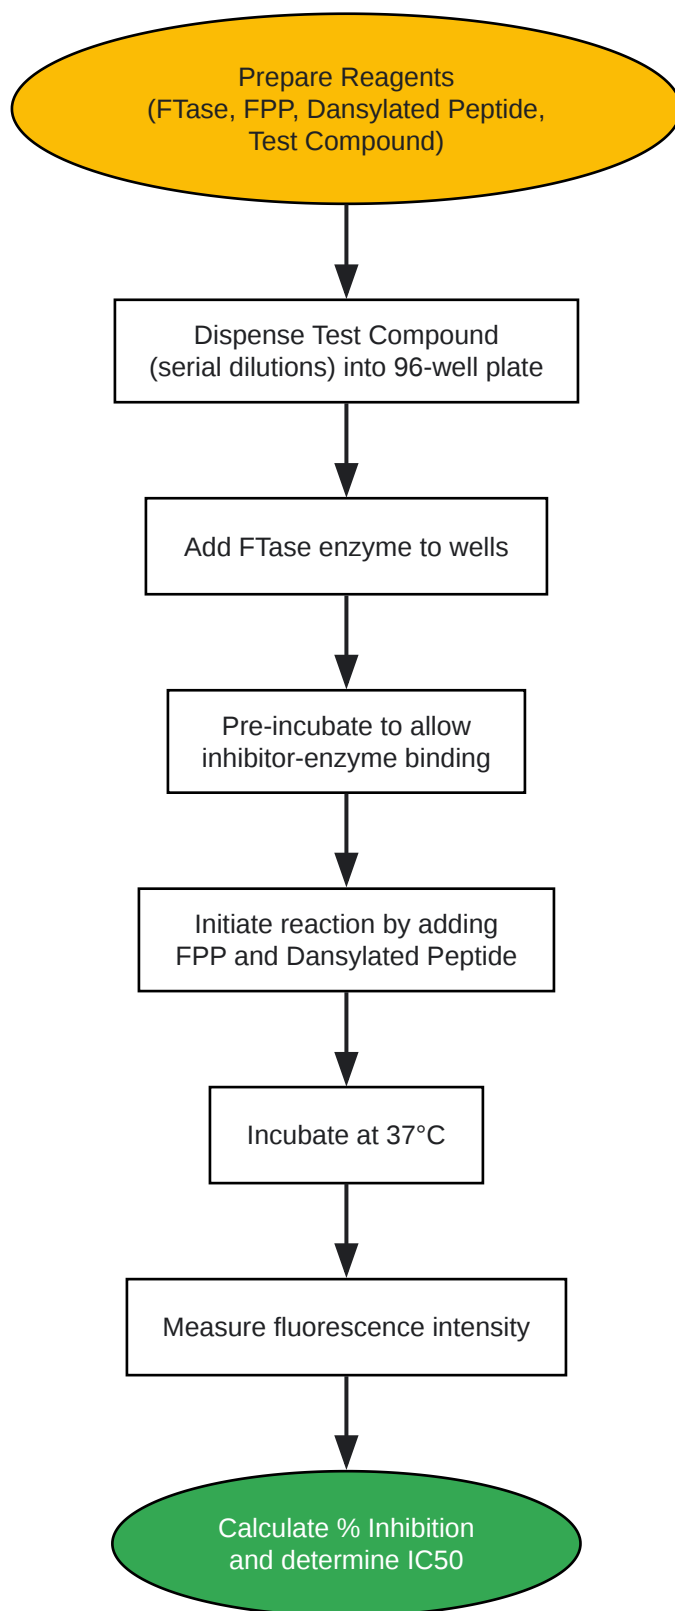 Prepare Reagents
(FTase, FPP, Dansylated Peptide,
Test Compound)
Dispense Test Compound
(serial dilutions) into 96-well plate
Add FTase enzyme to wells
Pre-incubate to allow
inhibitor-enzyme binding
Initiate reaction by adding
FPP and Dansylated Peptide
Incubate at 37°C
Measure fluorescence intensity
Calculate % Inhibition
and determine IC50